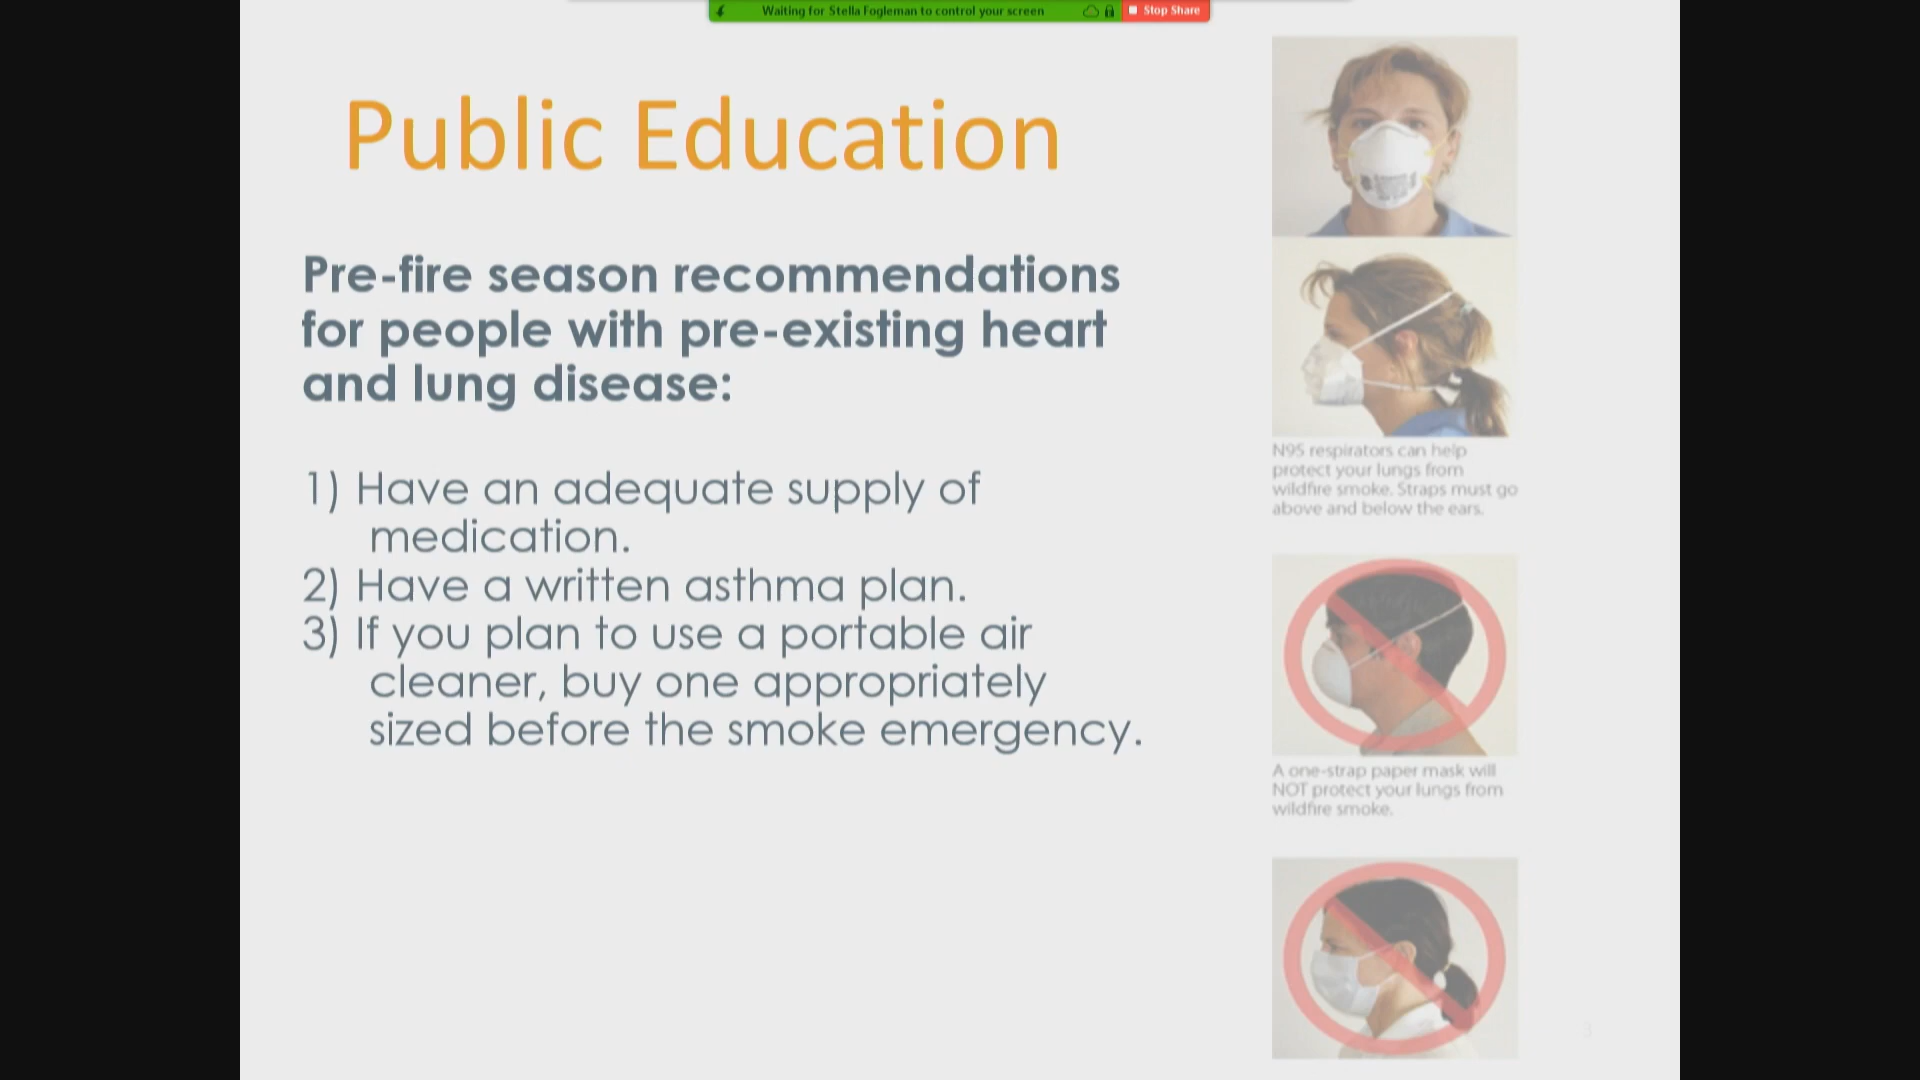 Waiting for Stella Fogleman to control your screen
Stop Share
Public Education
Pre-fire season recommendations
for people with pre-existing heart
and lung disease:
1) Have an adequate supply of
medication.
2) Have a written asthma plan.
3) If you plan to use a portable air
cleaner, buy one appropriately
sized before the smoke emergency.
N95 respirators can help
protect your lungs from
wildfire smoke. Straps must go
above and below the ears.
A one-strap paper mask will
NOT protect your lungs from
wildfire smoke.
3